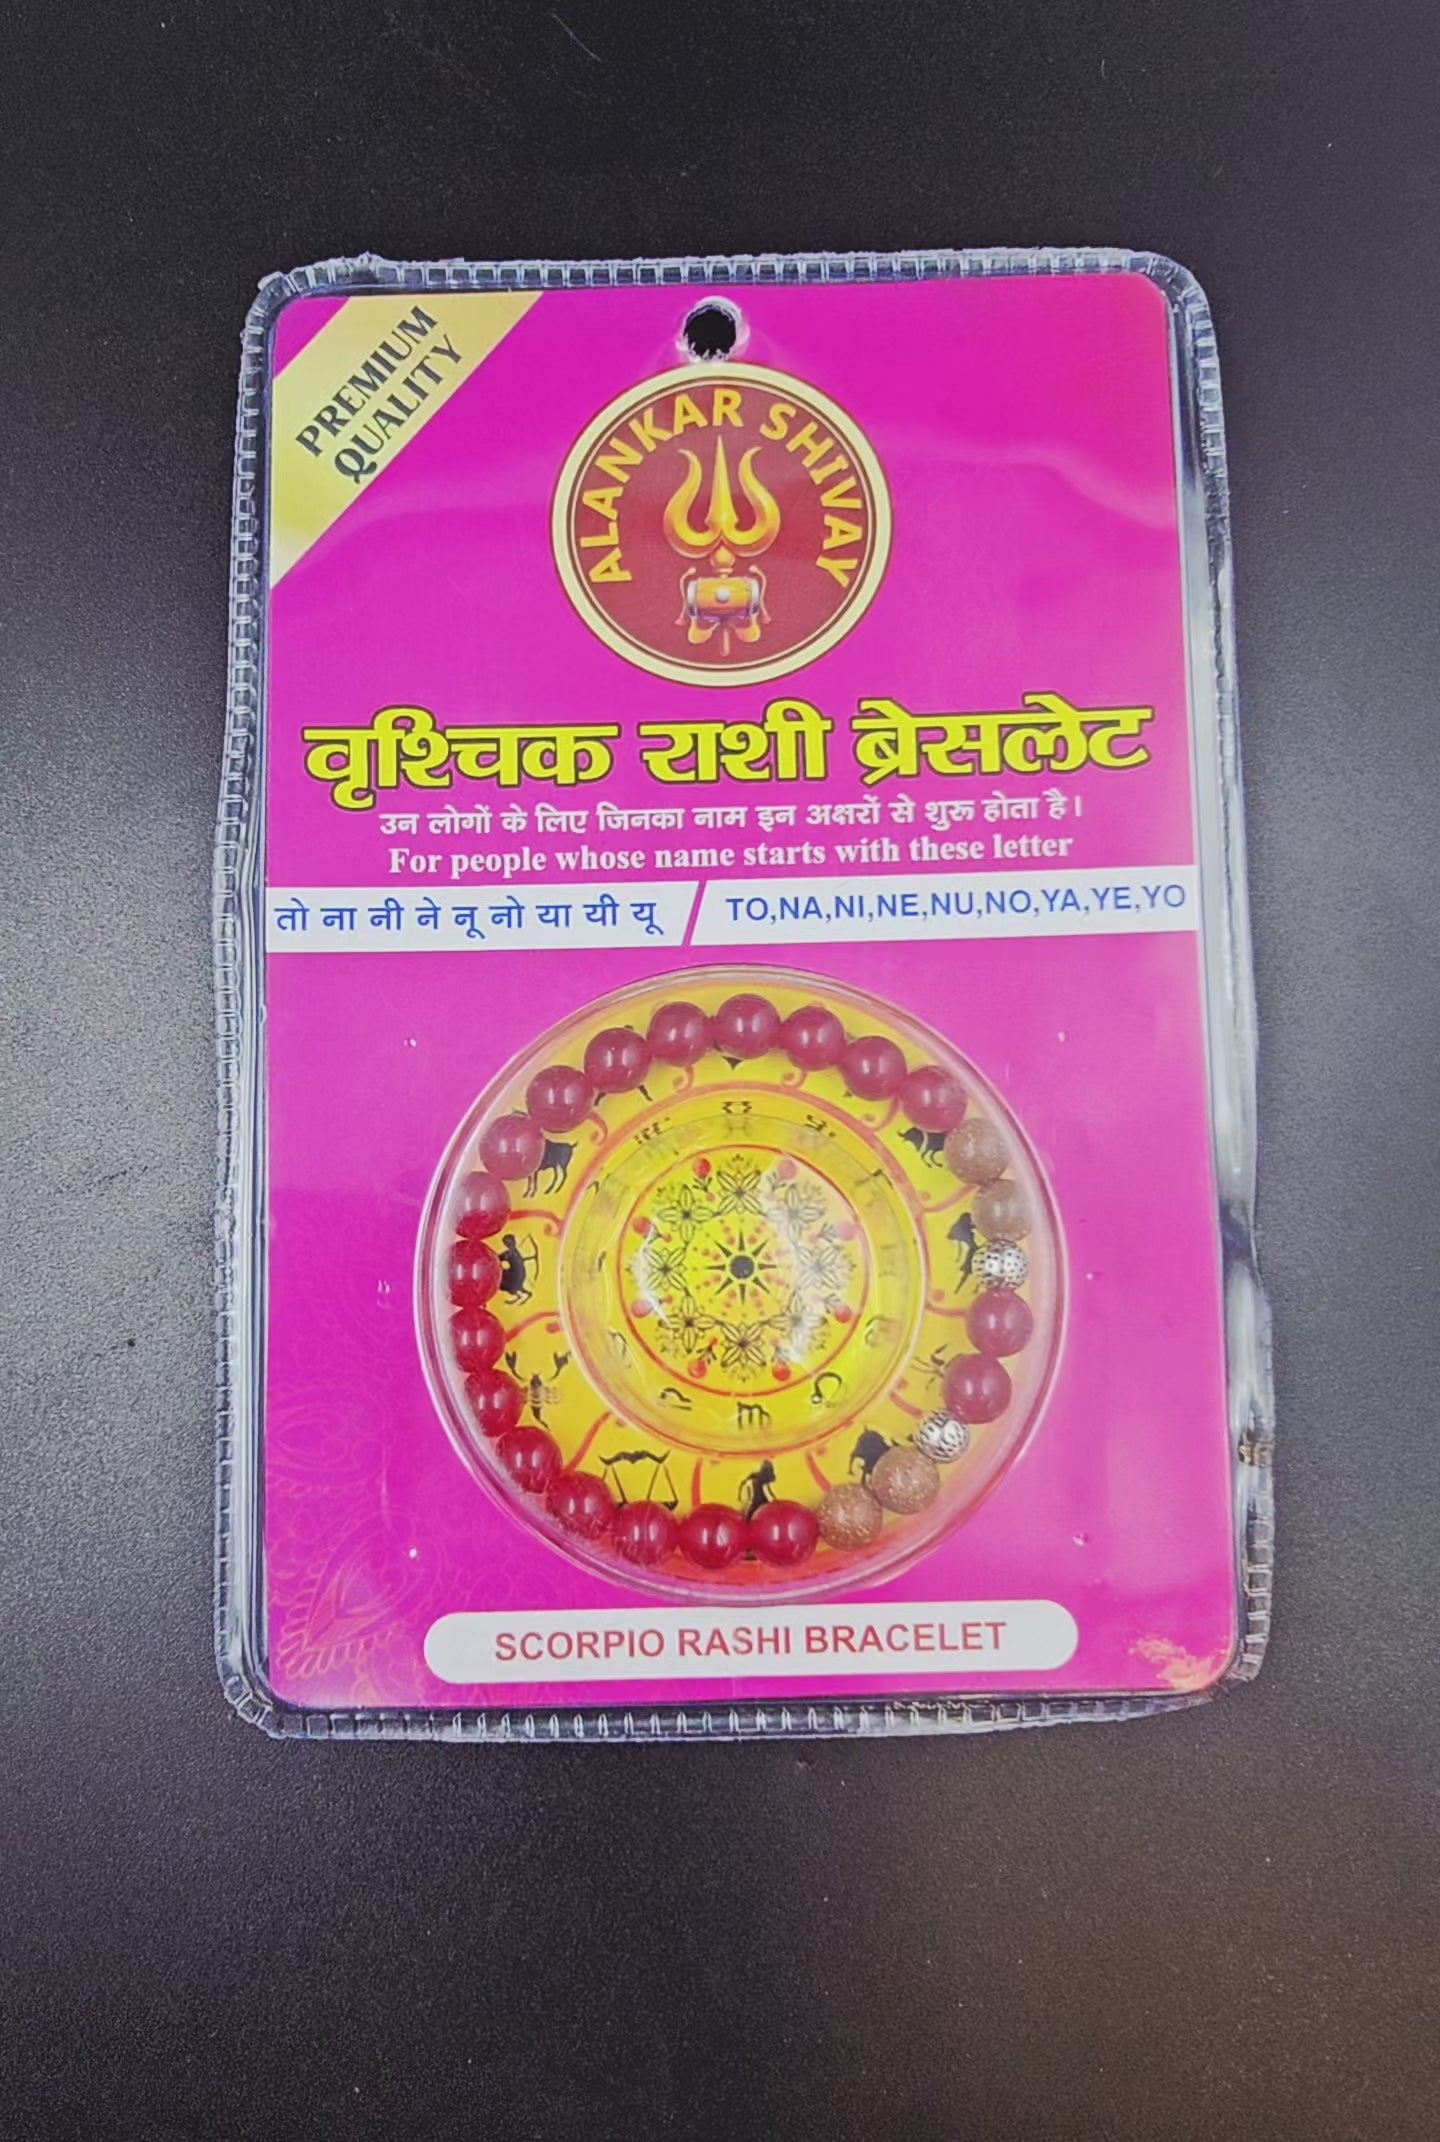 PREMIUM
QUALITY
ALANKAR SHIVAY
वृश्चिक राशी ब्रेसलेट
उन लोगों के लिए जिनका नाम इन अक्षरों से शुरू होता है।
For people whose name starts with these letter
तो ना नी ने नू नो या यी यू / TO,NA,NI,NE,NU,NO,YA,YE,YO
SCORPIO RASHI BRACELET